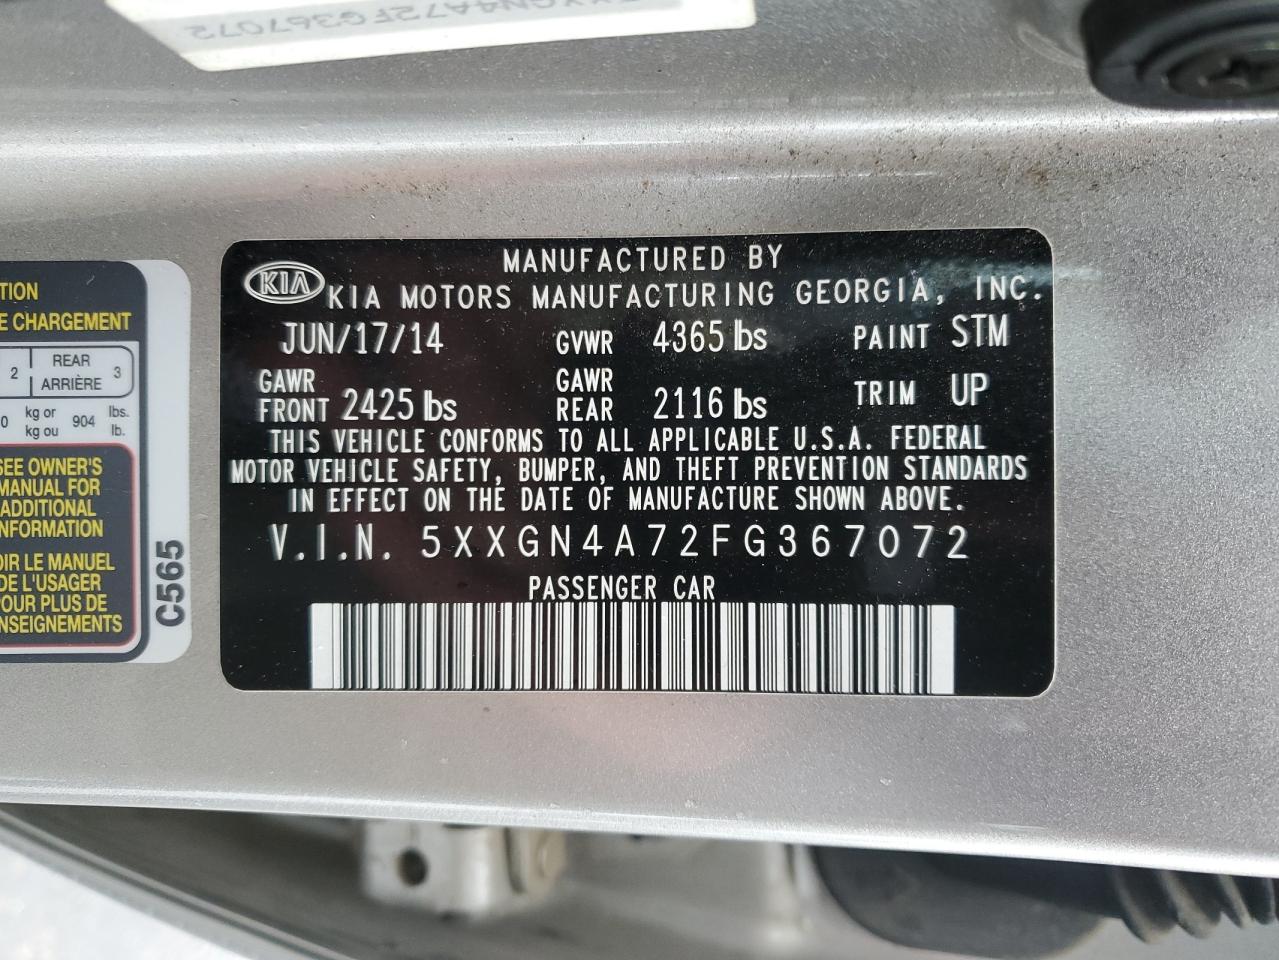 5XXGN4A72FG367072
KIA
MANUFACTURED BY
KIA MOTORS MANUFACTURING GEORGIA, INC.
JUN/17/14 GVWR 4365 lbs PAINT STM
GAWR FRONT 2425 lbs GAWR REAR 2116 lbs TRIM UP
THIS VEHICLE CONFORMS TO ALL APPLICABLE U.S.A. FEDERAL
MOTOR VEHICLE SAFETY, BUMPER, AND THEFT PREVENTION STANDARDS
IN EFFECT ON THE DATE OF MANUFACTURE SHOWN ABOVE.
V.I.N. 5XXGN4A72FG367072
PASSENGER CAR
TION
E CHARGEMENT
2 REAR ARRIÈRE 3
0 kg or kg ou 904 lbs. lb.
SEE OWNER'S
MANUAL FOR
ADDITIONAL
INFORMATION
VOIR LE MANUEL
DE L'USAGER
POUR PLUS DE
NSEIGNEMENTS
C565